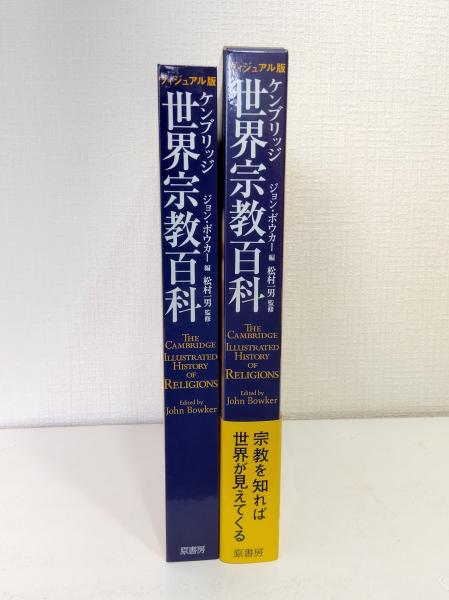 ヴィジュアル版
ケンブリッジ
世界宗教百科
ジョン・ボウカー 編
松村一男 監修
THE
CAMBRIDGE
ILLUSTRATED
HISTORY
OF
RELIGIONS
Edited by
John Bowker
原書房
ヴィジュアル版
ケンブリッジ
世界宗教百科
ジョン・ボウカー 編
松村一男 監修
THE
CAMBRIDGE
ILLUSTRATED
HISTORY
OF
RELIGIONS
Edited by
John Bowker
宗教を知れば
世界が見えてくる
原書房